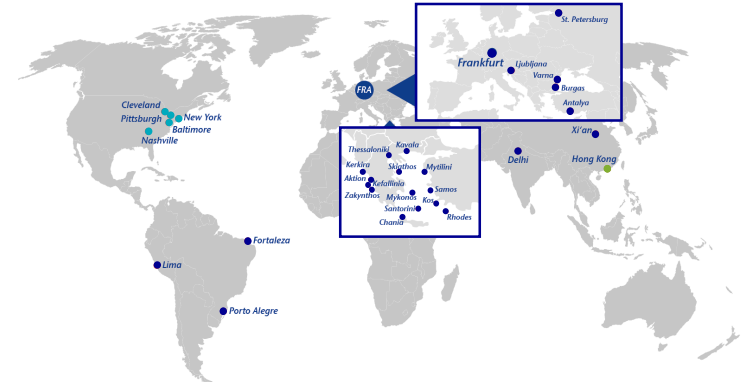 St. Petersburg
Frankfurt
Ljubljana
Varna
Burgas
Antalya
FRA
Cleveland
Pittsburgh
New York
Baltimore
Nashville
Xi'an
Delhi
Hong Kong
Kavala
Thessaloniki
Kerkira
Skiathos
Mytilini
Aktion
Kefallinia
Zakynthos
Mykonos
Samos
Kos
Santorini
Rhodes
Chania
Fortaleza
Lima
Porto Alegre